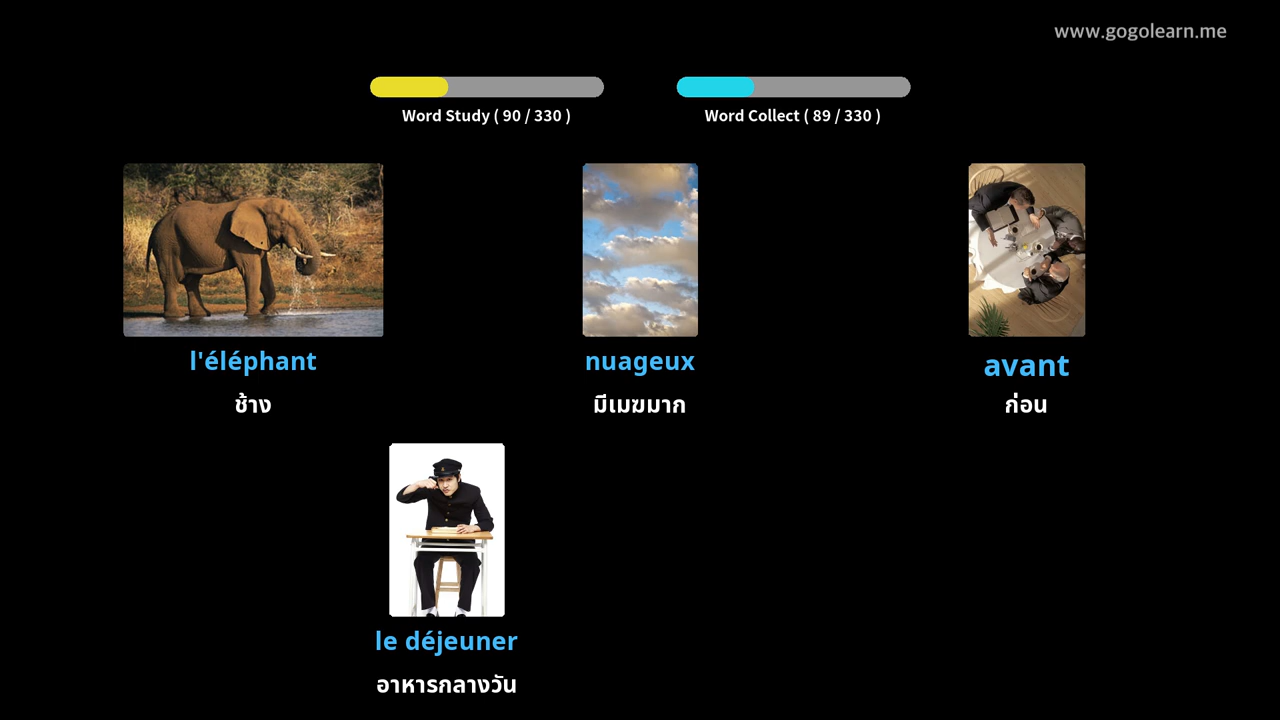 www.gogolearn.me
Word Study ( 90 / 330 )
Word Collect ( 89 / 330 )
l'éléphant
ช้าง
nuageux
มีเมฆมาก
avant
ก่อน
le déjeuner
อาหารกลางวัน